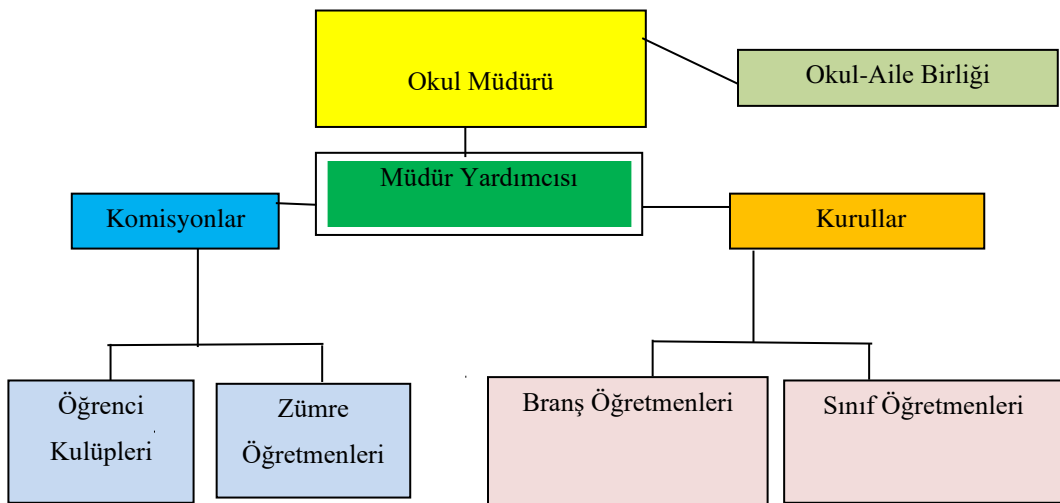 Okul Müdürü
Okul-Aile Birliği
Müdür Yardımcısı
Komisyonlar
Kurullar
Öğrenci
Kulüpleri
Zümre
Öğretmenleri
Branş Öğretmenleri
Sınıf Öğretmenleri